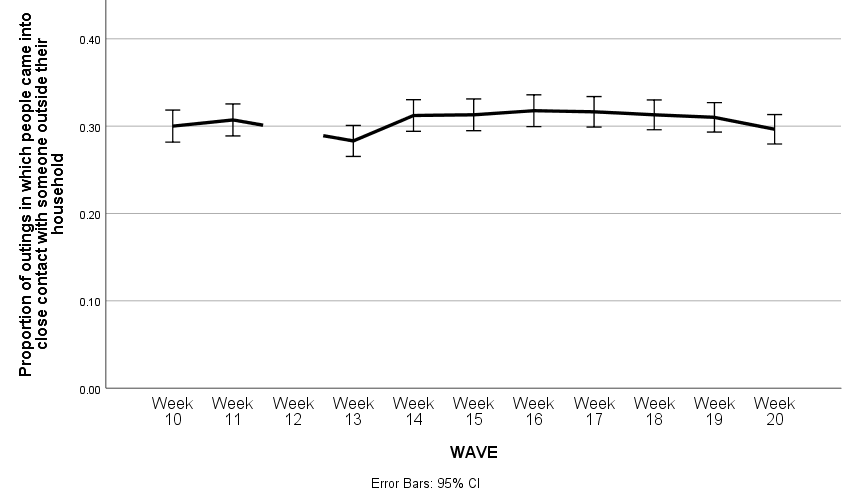 Proportion of outings in which people came into
close contact with someone outside their
household
0.40
0.30
0.20
0.10
0.00
Week Week Week Week Week Week Week Week Week Week Week
10 11 12 13 14 15 16 17 18 19 20
WAVE
Error Bars: 95% CI